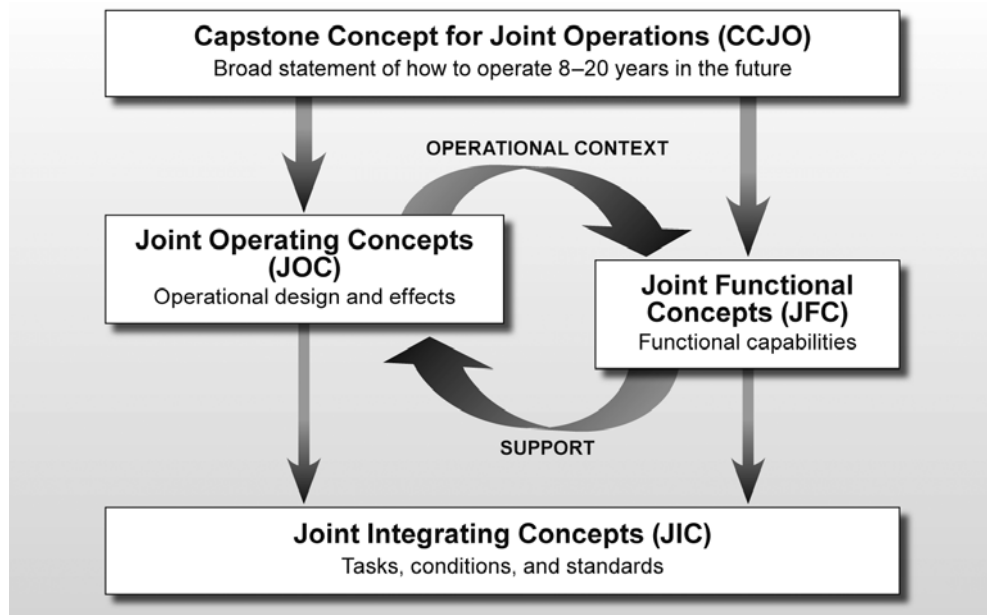 Capstone Concept for Joint Operations (CCJO)
Broad statement of how to operate 8–20 years in the future
OPERATIONAL CONTEXT
Joint Operating Concepts
(JOC)
Operational design and effects
Joint Functional
Concepts (JFC)
Functional capabilities
SUPPORT
Joint Integrating Concepts (JIC)
Tasks, conditions, and standards